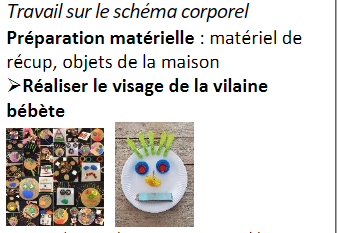 Travail sur le schéma corporel
Préparation matérielle : matériel de
récup, objets de la maison
➢Réaliser le visage de la vilaine
bébète